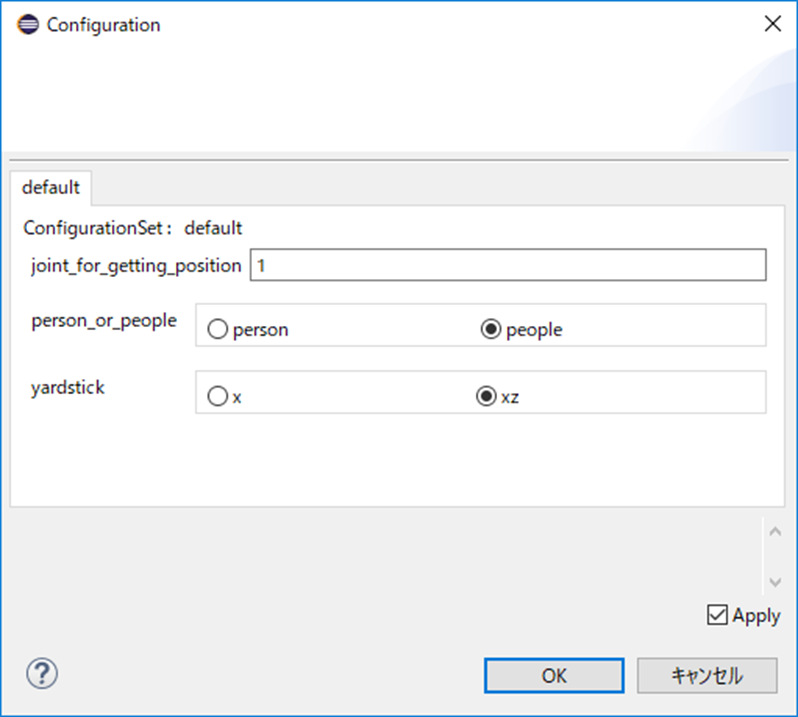 Configuration
default
ConfigurationSet: default
joint_for_getting_position 1
person_or_people person people
yardstick x xz
Apply
? OK キャンセル